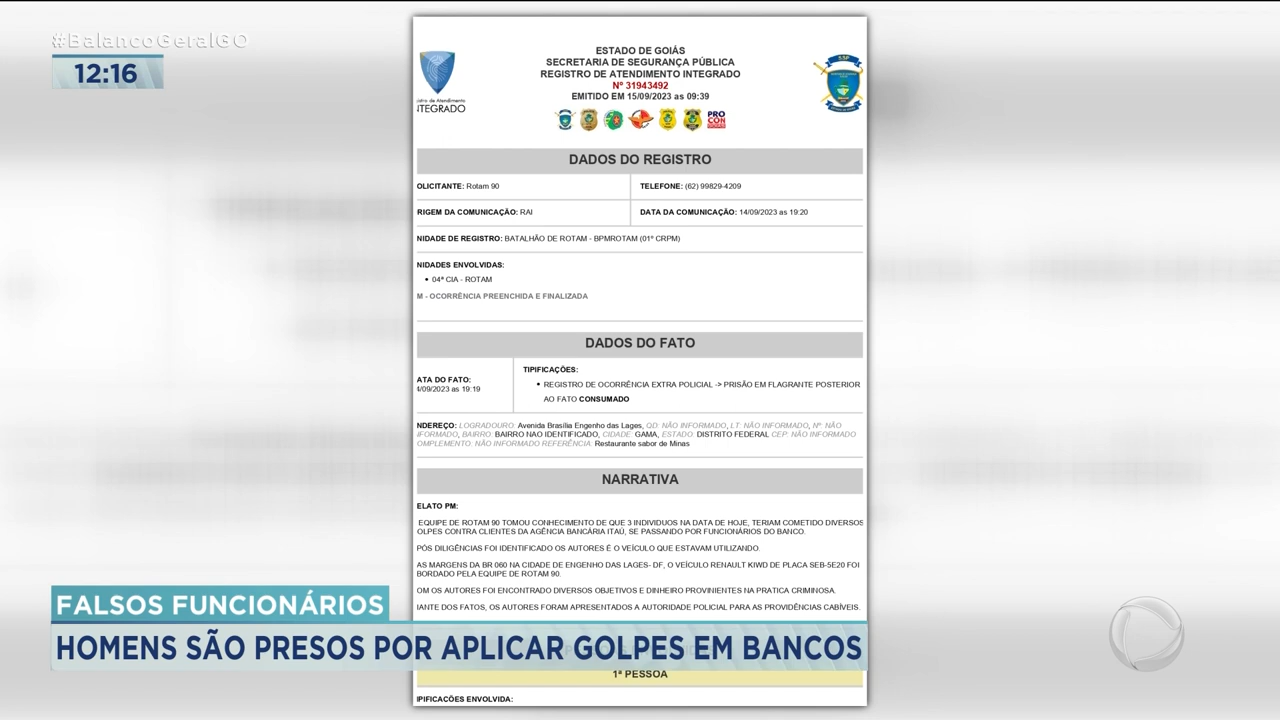 #BalancoGeralGO
12:16
ESTADO DE GOIÁS
SECRETARIA DE SEGURANÇA PÚBLICA
REGISTRO DE ATENDIMENTO INTEGRADO
Nº 31943492
EMITIDO EM 15/09/2023 as 09:39
NTEGRADO
PRO
CON
DADOS DO REGISTRO
OLICITANTE: Rotam 90
TELEFONE: (62) 99829-4209
RIGEM DA COMUNICAÇÃO: RAI
DATA DA COMUNICAÇÃO: 14/09/2023 as 19:20
NIDADE DE REGISTRO: BATALHÃO DE ROTAM - BPMROTAM (01º CRPM)
NIDADES ENVOLVIDAS:
• 04ª CIA - ROTAM
M - OCORRÊNCIA PREENCHIDA E FINALIZADA
DADOS DO FATO
ATA DO FATO:
4/09/2023 as 19:19
TIPIFICAÇÕES:
• REGISTRO DE OCORRÊNCIA EXTRA POLICIAL -> PRISÃO EM FLAGRANTE POSTERIOR
AO FATO CONSUMADO
NDEREÇO: LOGRADOURO: Avenida Brasília Engenho das Lages, QD: NÃO INFORMADO, LT: NÃO INFORMADO, Nº: NÃO
IFORMADO, BAIRRO: BAIRRO NAO IDENTIFICADO, CIDADE: GAMA, ESTADO: DISTRITO FEDERAL CEP: NÃO INFORMADO
OMPLEMENTO: NÃO INFORMADO REFERÊNCIA: Restaurante sabor de Minas
NARRATIVA
ELATO PM:
EQUIPE DE ROTAM 90 TOMOU CONHECIMENTO DE QUE 3 INDIVIDUOS NA DATA DE HOJE, TERIAM COMETIDO DIVERSOS
OLPES CONTRA CLIENTES DA AGÊNCIA BANCÁRIA ITAÚ, SE PASSANDO POR FUNCIONÁRIOS DO BANCO.
PÓS DILIGÊNCIAS FOI IDENTIFICADO OS AUTORES É O VEÍCULO QUE ESTAVAM UTILIZANDO.
AS MARGENS DA BR 060 NA CIDADE DE ENGENHO DAS LAGES- DF, O VEÍCULO RENAULT KIWD DE PLACA SEB-5E20 FOI
BORDADO PELA EQUIPE DE ROTAM 90.
OM OS AUTORES FOI ENCONTRADO DIVERSOS OBJETIVOS E DINHEIRO PROVINIENTES NA PRATICA CRIMINOSA.
IANTE DOS FATOS, OS AUTORES FORAM APRESENTADOS A AUTORIDADE POLICIAL PARA AS PROVIDÊNCIAS CABÍVEIS.
FALSOS FUNCIONÁRIOS
HOMENS SÃO PRESOS POR APLICAR GOLPES EM BANCOS
1ª PESSOA
IPIFICAÇÕES ENVOLVIDA: